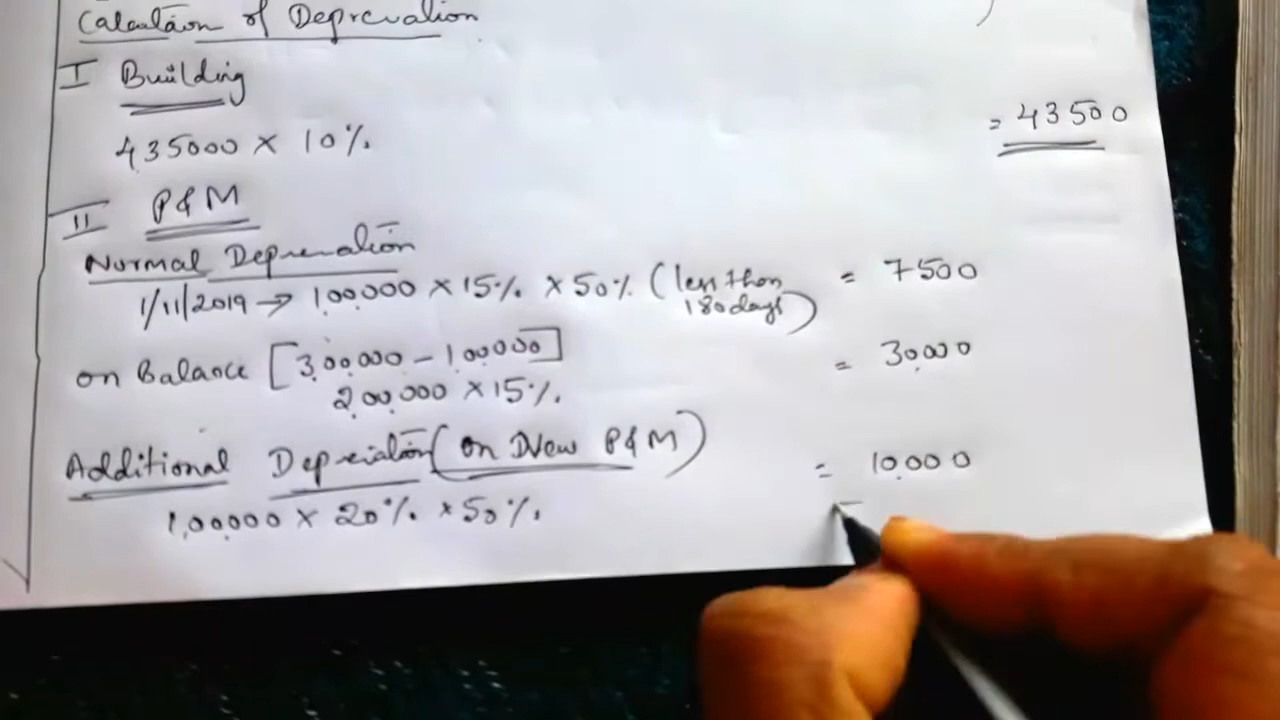 Calculation of Depreciation
I Building
435000 × 10% = 43500
II P&M
Normal Depreciation
1/11/2019 → 1,00,000 × 15% × 50% (less than 180 days) = 7500
on Balance [3,00,000 - 1,00,000] = 30,000
2,00,000 × 15%
Additional Depreciation (on New P&M) = 10,000
1,00,000 × 20% × 50%